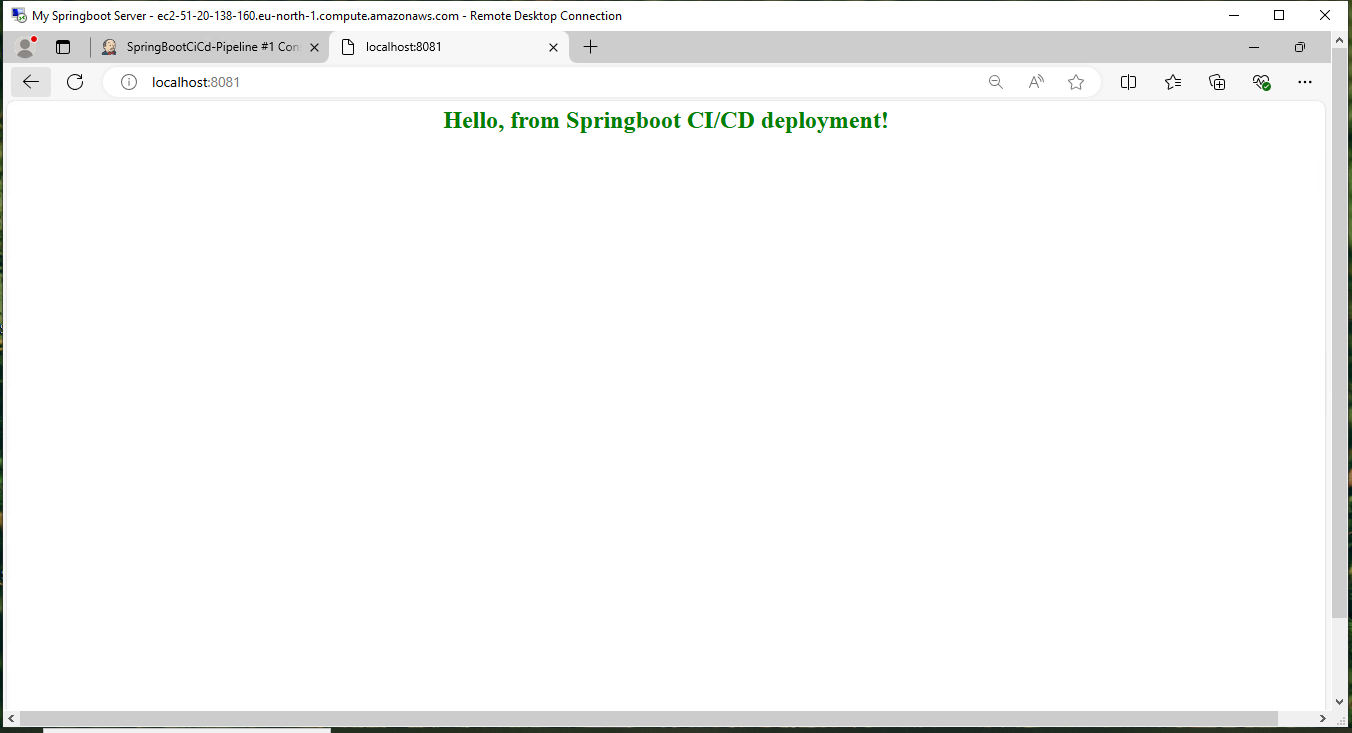 My Springboot Server - ec2-51-20-138-160.eu-north-1.compute.amazonaws.com - Remote Desktop Connection
SpringBootCiCd-Pipeline #1 Con
localhost:8081
localhost:8081
Hello, from Springboot CI/CD deployment!